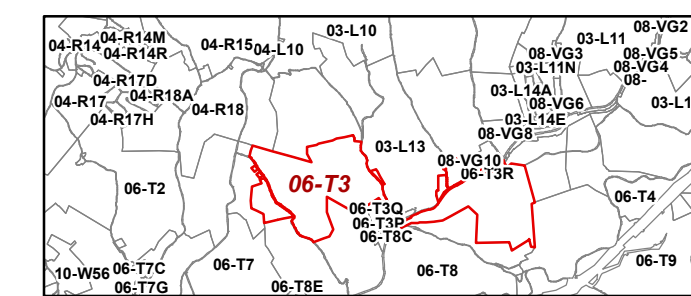 08-VG2
03-L10
04-R14M
04-R14
04-R14R
04-R15
04-L10
03-L11
08-VG3
08-VG5
03-L11N
08-VG4
04-R17D
08-
04-R18A
03-L14A
04-R17
04-R18
08-VG6
03-L1
04-R17H
03-L14E
08-VG8
03-L13
08-VG10
06-T3R
06-T2
06-T3
06-T4
06-T3Q
06-T3P
06-T8C
10-W56
06-T7C
06-T7
06-T8
06-T9
06-T7G
06-T8E